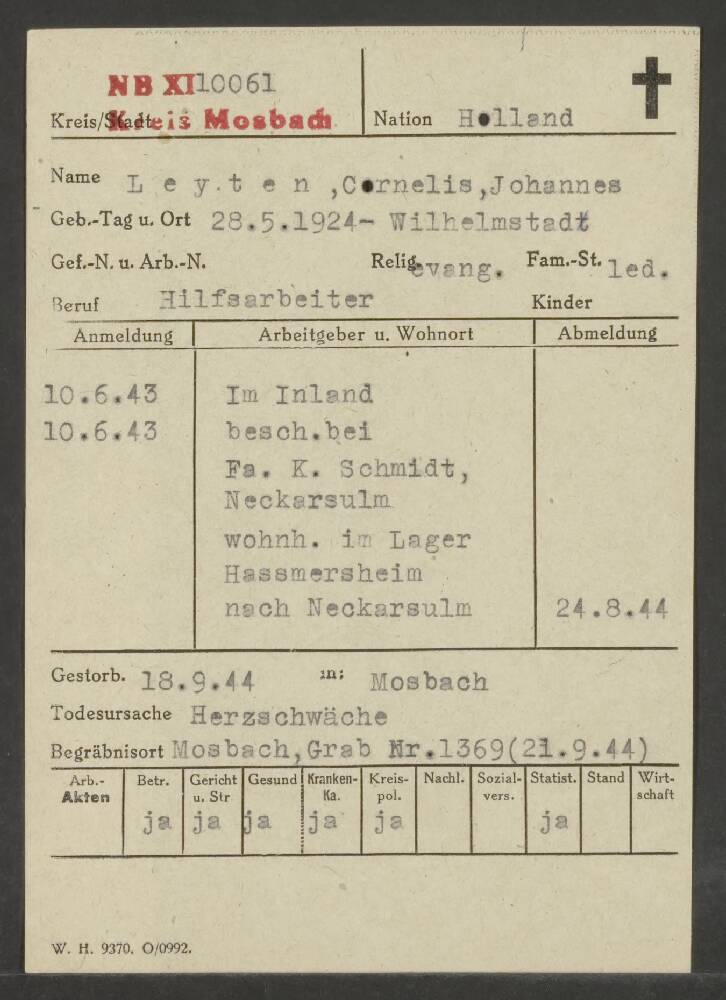 NB XI 10061
Kreis/Stadt Kreis Mosbach
Nation Holland
Name Leyten ,Cornelis,Johannes
Geb.-Tag u. Ort 28.5.1924- Wilhelmstadt
Gef.-N. u. Arb.-N.
Relig. evang. Fam.-St. led.
Beruf Hilfsarbeiter Kinder
Anmeldung Arbeitgeber u. Wohnort Abmeldung
10.6.43 Im Inland
10.6.43 besch.bei
Fa. K. Schmidt,
Neckarsulm
wohnh. im Lager
Hassmersheim
nach Neckarsulm 24.8.44
Gestorb. 18.9.44 in: Mosbach
Todesursache Herzschwäche
Begräbnisort Mosbach,Grab Nr.1369(21.9.44)
Arb.-Akten Betr. Gericht u. Str Gesund Kranken-Ka. Kreis-pol. Nachl. Sozial-vers. Statist. Stand Wirt-schaft
ja ja ja ja ja ja
W. H. 9370. O/0992.